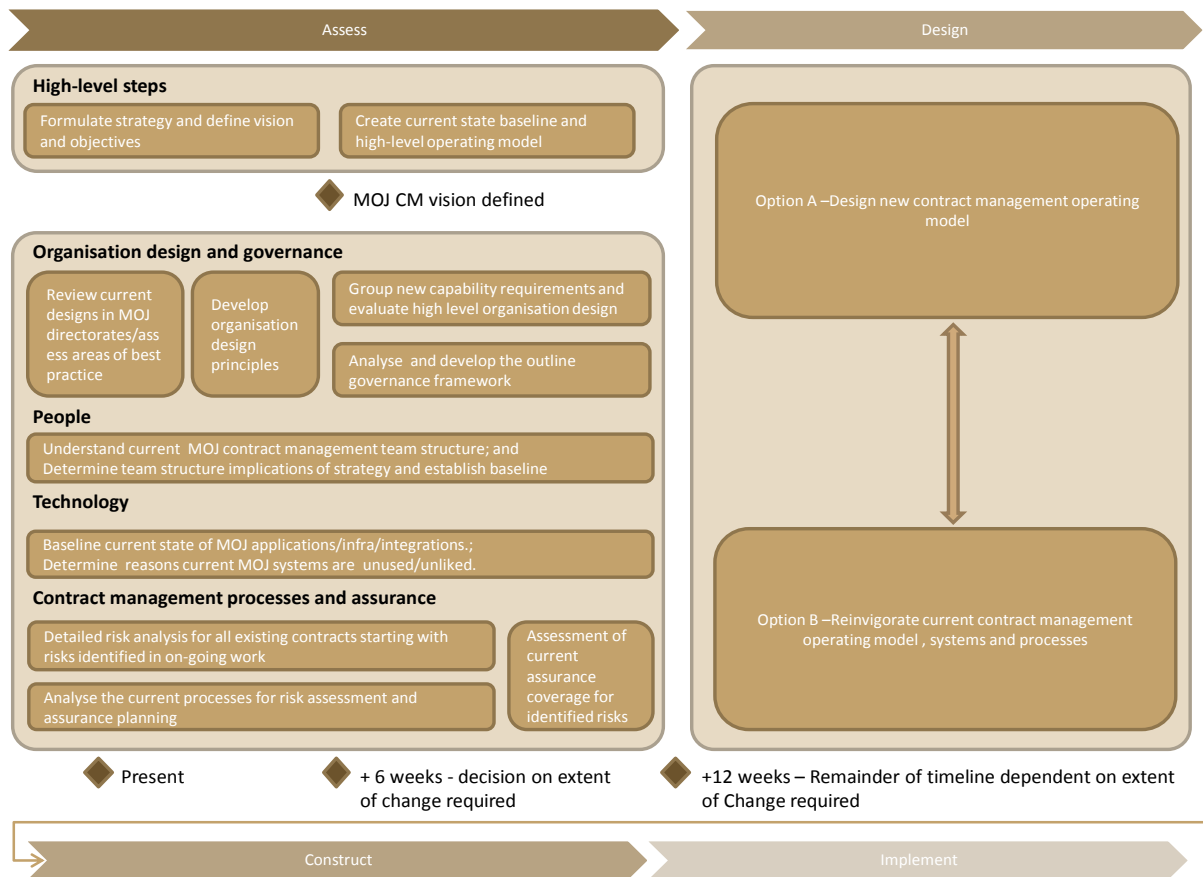 Assess
Design
High-level steps
Formulate strategy and define vision
and objectives
Create current state baseline and
high-level operating model
MOJ CM vision defined
Organisation design and governance
Review current
designs in MOJ
directorates/ass
ess areas of best
practice
Develop
organisation
design
principles
Group new capability requirements and
evaluate high level organisation design
Analyse and develop the outline
governance framework
People
Understand current MOJ contract management team structure; and
Determine team structure implications of strategy and establish baseline
Technology
Baseline current state of MOJ applications/infra/integrations.;
Determine reasons current MOJ systems are unused/unliked.
Contract management processes and assurance
Detailed risk analysis for all existing contracts starting with
risks identified in on-going work
Analyse the current processes for risk assessment and
assurance planning
Assessment of
current
assurance
coverage for
identified risks
Option A –Design new contract management operating
model
Option B –Reinvigorate current contract management
operating model , systems and processes
Present
+ 6 weeks - decision on extent
of change required
+12 weeks – Remainder of timeline dependent on extent
of Change required
Construct
Implement